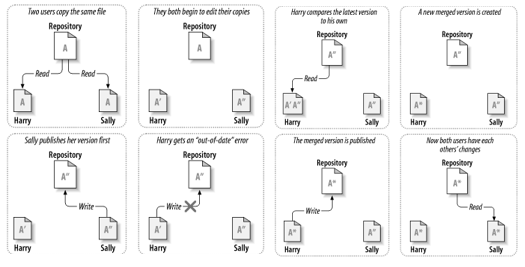 Two users copy the same file
Repository
A
Read Read
A A
Harry Sally
They both begin to edit their copies
Repository
A
A' A"
Harry Sally
Sally publishes her version first
Repository
A"
Write
A' A"
Harry Sally
Harry gets an "out-of-date" error
Repository
A"
Write
A' A"
Harry Sally
Harry compares the latest version
to his own
Repository
A"
Read
A' A" A"
Harry Sally
A new merged version is created
Repository
A"
A* A"
Harry Sally
The merged version is published
Repository
A*
Write
A* A"
Harry Sally
Now both users have each
others' changes
Repository
A*
Read
A* A*
Harry Sally